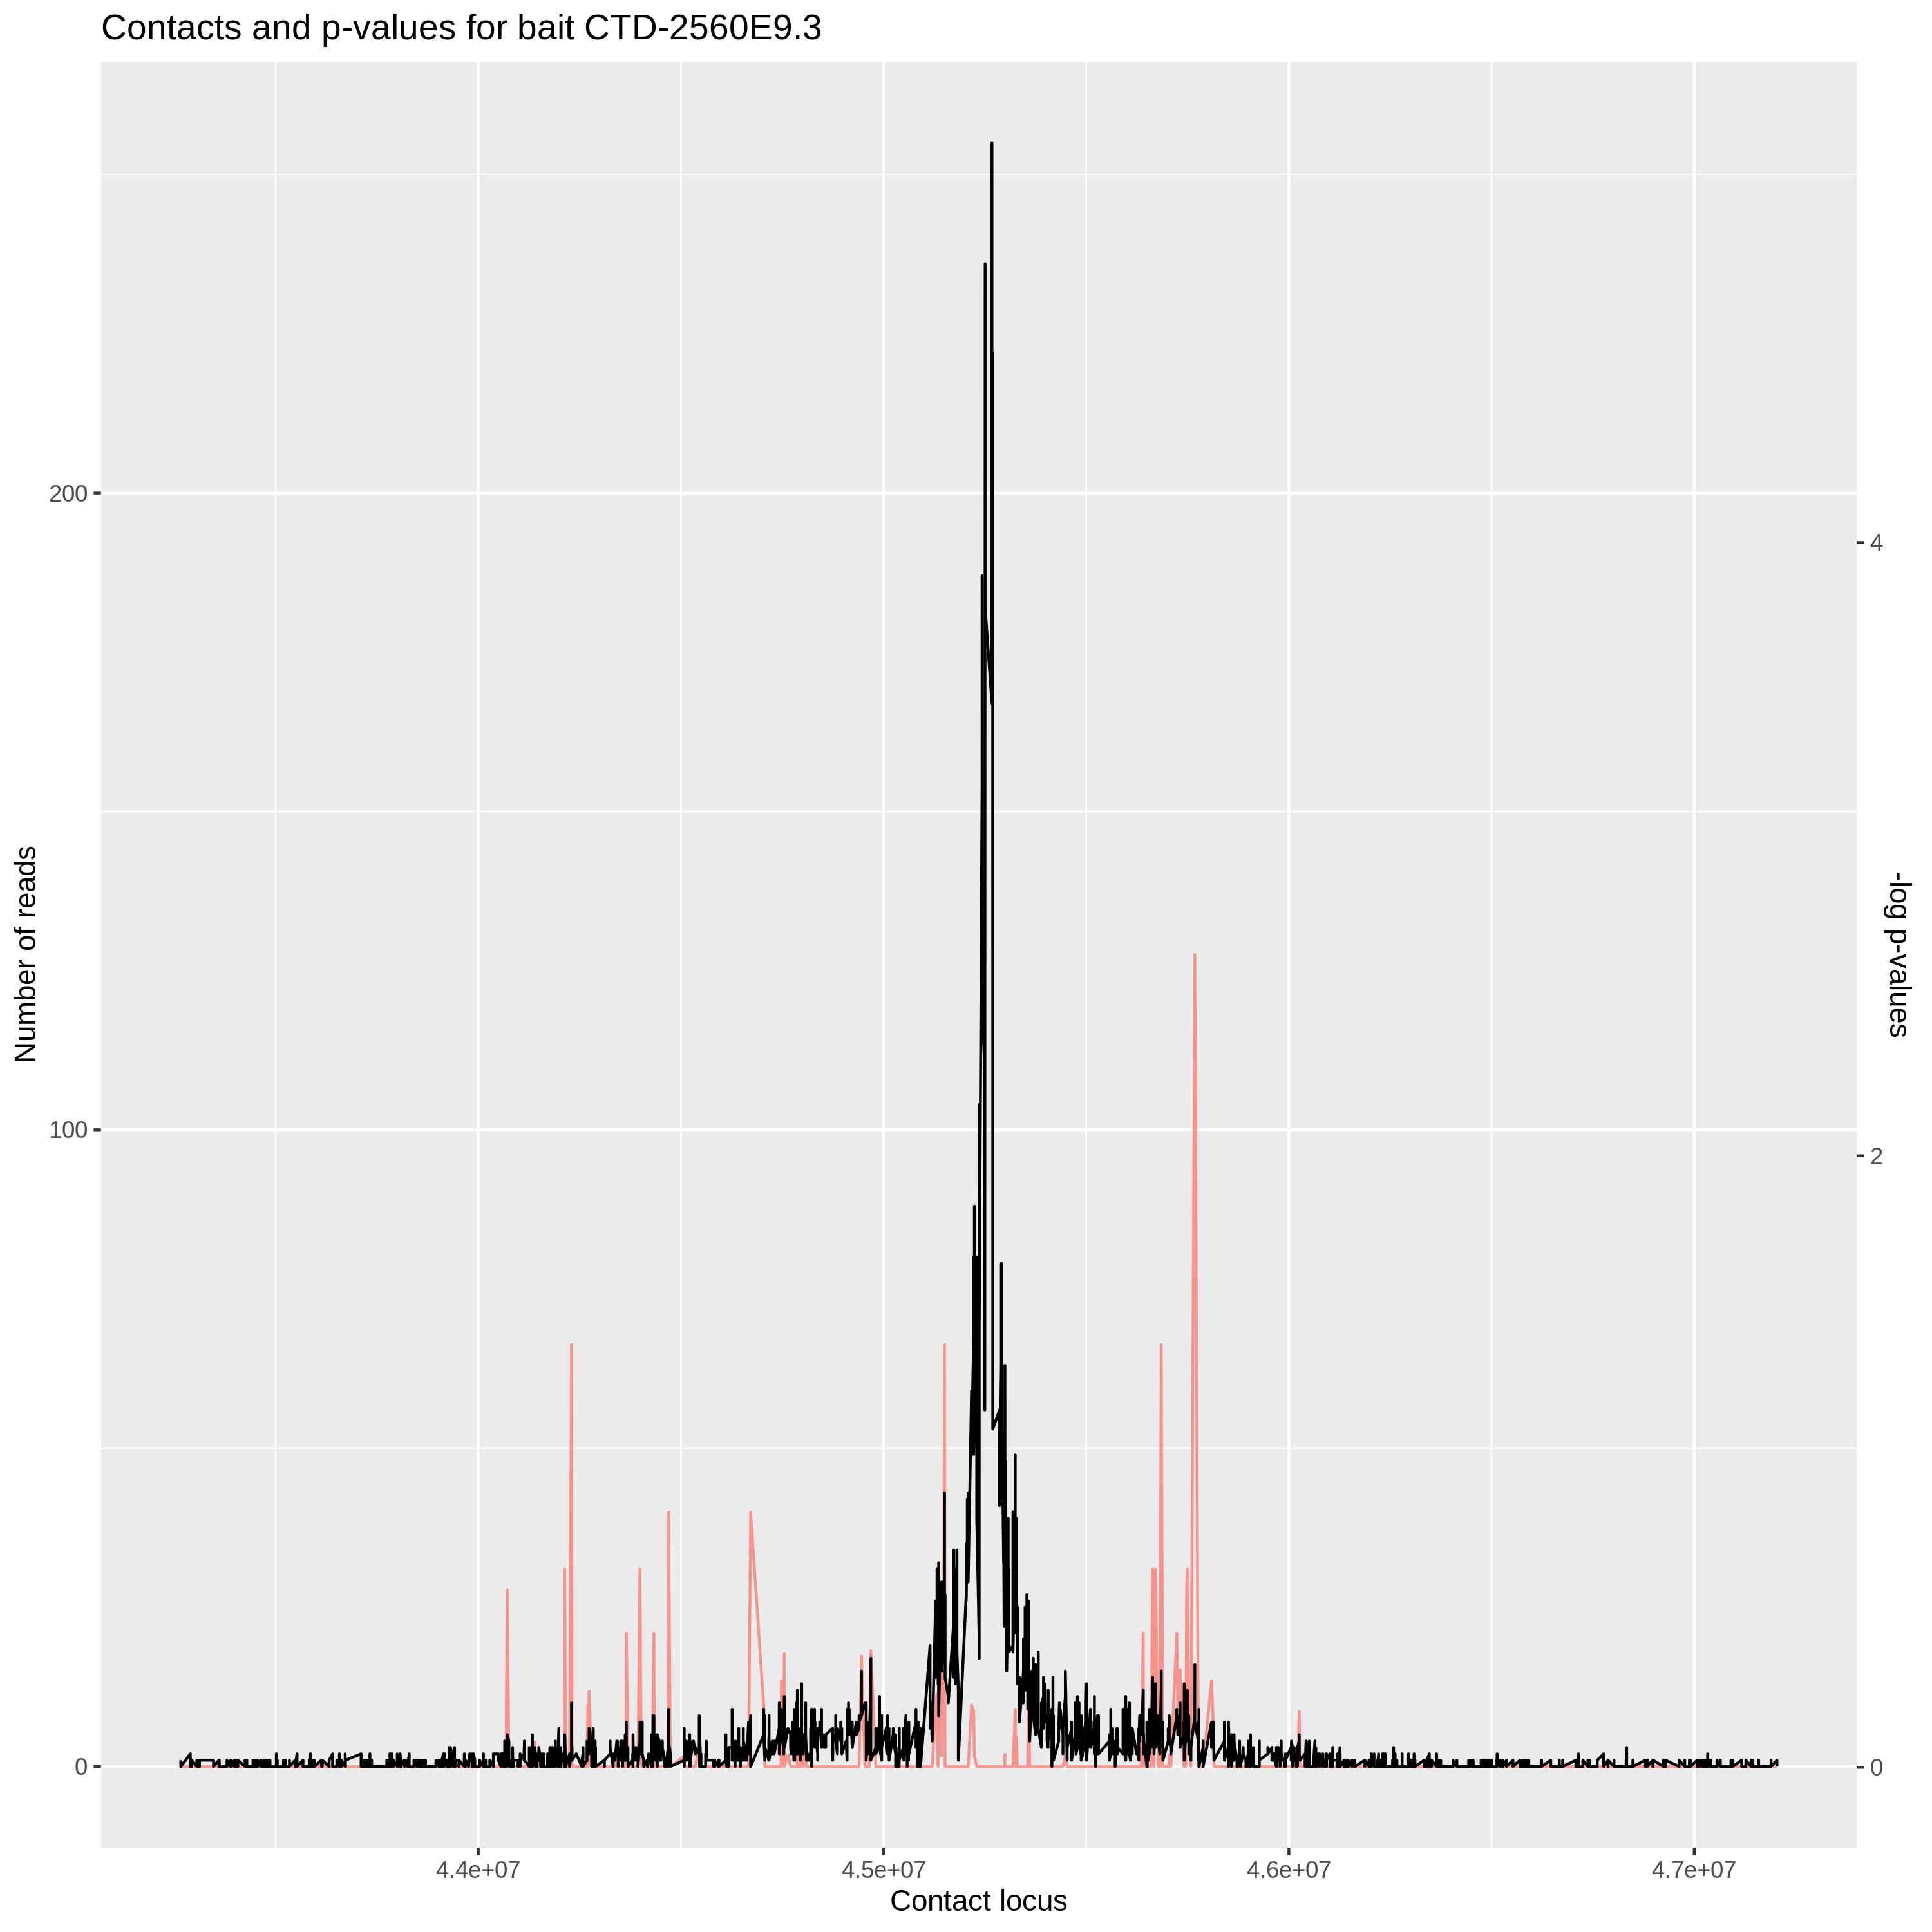 Contacts and p-values for bait CTD-2560E9.3
Number of reads
200
100
0
4
2
0
-log p-values
4.4e+07
4.5e+07
4.6e+07
4.7e+07
Contact locus